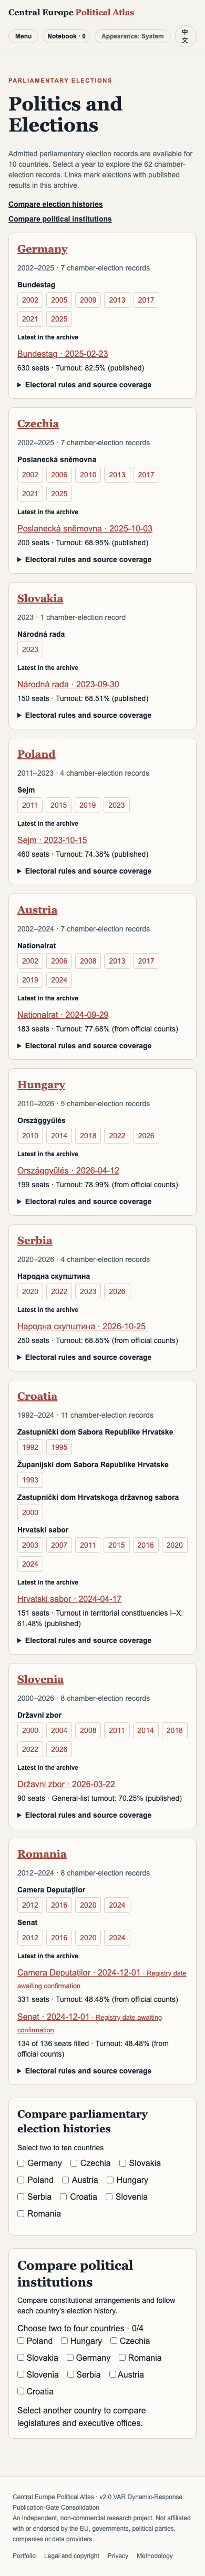 Central Europe Political Atlas
Menu
Notebook · 0
Appearance: System
中
文
PARLIAMENTARY ELECTIONS
Politics and
Elections
Admitted parliamentary election records are available for
10 countries. Select a year to explore the 62 chamber-
election records. Links mark elections with published
results in this archive.
Compare election histories
Compare political institutions
Germany
2002–2025 · 7 chamber-election records
Bundestag
2002 2005 2009 2013 2017
2021 2025
Latest in the archive
Bundestag · 2025-02-23
630 seats · Turnout: 82.5% (published)
▶ Electoral rules and source coverage
Czechia
2002–2025 · 7 chamber-election records
Poslanecká sněmovna
2002 2006 2010 2013 2017
2021 2025
Latest in the archive
Poslanecká sněmovna · 2025-10-03
200 seats · Turnout: 68.95% (published)
▶ Electoral rules and source coverage
Slovakia
2023 · 1 chamber-election record
Národná rada
2023
Latest in the archive
Národná rada · 2023-09-30
150 seats · Turnout: 68.51% (published)
▶ Electoral rules and source coverage
Poland
2011–2023 · 4 chamber-election records
Sejm
2011 2015 2019 2023
Latest in the archive
Sejm · 2023-10-15
460 seats · Turnout: 74.38% (published)
▶ Electoral rules and source coverage
Austria
2002–2024 · 7 chamber-election records
Nationalrat
2002 2006 2008 2013 2017
2019 2024
Latest in the archive
Nationalrat · 2024-09-29
183 seats · Turnout: 77.68% (from official counts)
▶ Electoral rules and source coverage
Hungary
2010–2026 · 5 chamber-election records
Országgyűlés
2010 2014 2018 2022 2026
Latest in the archive
Országgyűlés · 2026-04-12
199 seats · Turnout: 78.99% (from official counts)
▶ Electoral rules and source coverage
Serbia
2020–2026 · 4 chamber-election records
Народна скупштина
2020 2022 2023 2026
Latest in the archive
Народна скупштина · 2026-10-25
250 seats · Turnout: 68.85% (from official counts)
▶ Electoral rules and source coverage
Croatia
1992–2024 · 11 chamber-election records
Zastupnički dom Sabora Republike Hrvatske
1992 1995
Županijski dom Sabora Republike Hrvatske
1993
Zastupnički dom Hrvatskoga državnog sabora
2000
Hrvatski sabor
2003 2007 2011 2015 2016 2020
2024
Latest in the archive
Hrvatski sabor · 2024-04-17
151 seats · Turnout in territorial constituencies I–X:
61.48% (published)
▶ Electoral rules and source coverage
Slovenia
2000–2026 · 8 chamber-election records
Državni zbor
2000 2004 2008 2011 2014 2018
2022 2026
Latest in the archive
Državni zbor · 2026-03-22
90 seats · General-list turnout: 70.25% (published)
▶ Electoral rules and source coverage
Romania
2012–2024 · 8 chamber-election records
Camera Deputaților
2012 2016 2020 2024
Senat
2012 2016 2020 2024
Latest in the archive
Camera Deputaților · 2024-12-01 · Registry date
awaiting confirmation
331 seats · Turnout: 48.48% (from official counts)
Senat · 2024-12-01 · Registry date awaiting
confirmation
134 of 136 seats filled · Turnout: 48.48% (from
official counts)
▶ Electoral rules and source coverage
Compare parliamentary
election histories
Select two to ten countries
Germany Czechia Slovakia
Poland Austria Hungary
Serbia Croatia Slovenia
Romania
Compare political
institutions
Compare constitutional arrangements and follow
each country's election history.
Choose two to four countries · 0/4
Poland Hungary Czechia
Slovakia Germany Romania
Slovenia Serbia Austria
Croatia
Select another country to compare
legislatures and executive offices.
Central Europe Political Atlas · v2.0 VAR Dynamic-Response
Publication-Gate Consolidation
An independent, non-commercial research project. Not affiliated
with or endorsed by the EU, governments, political parties,
companies or data providers.
Portfolio Legal and copyright Privacy Methodology